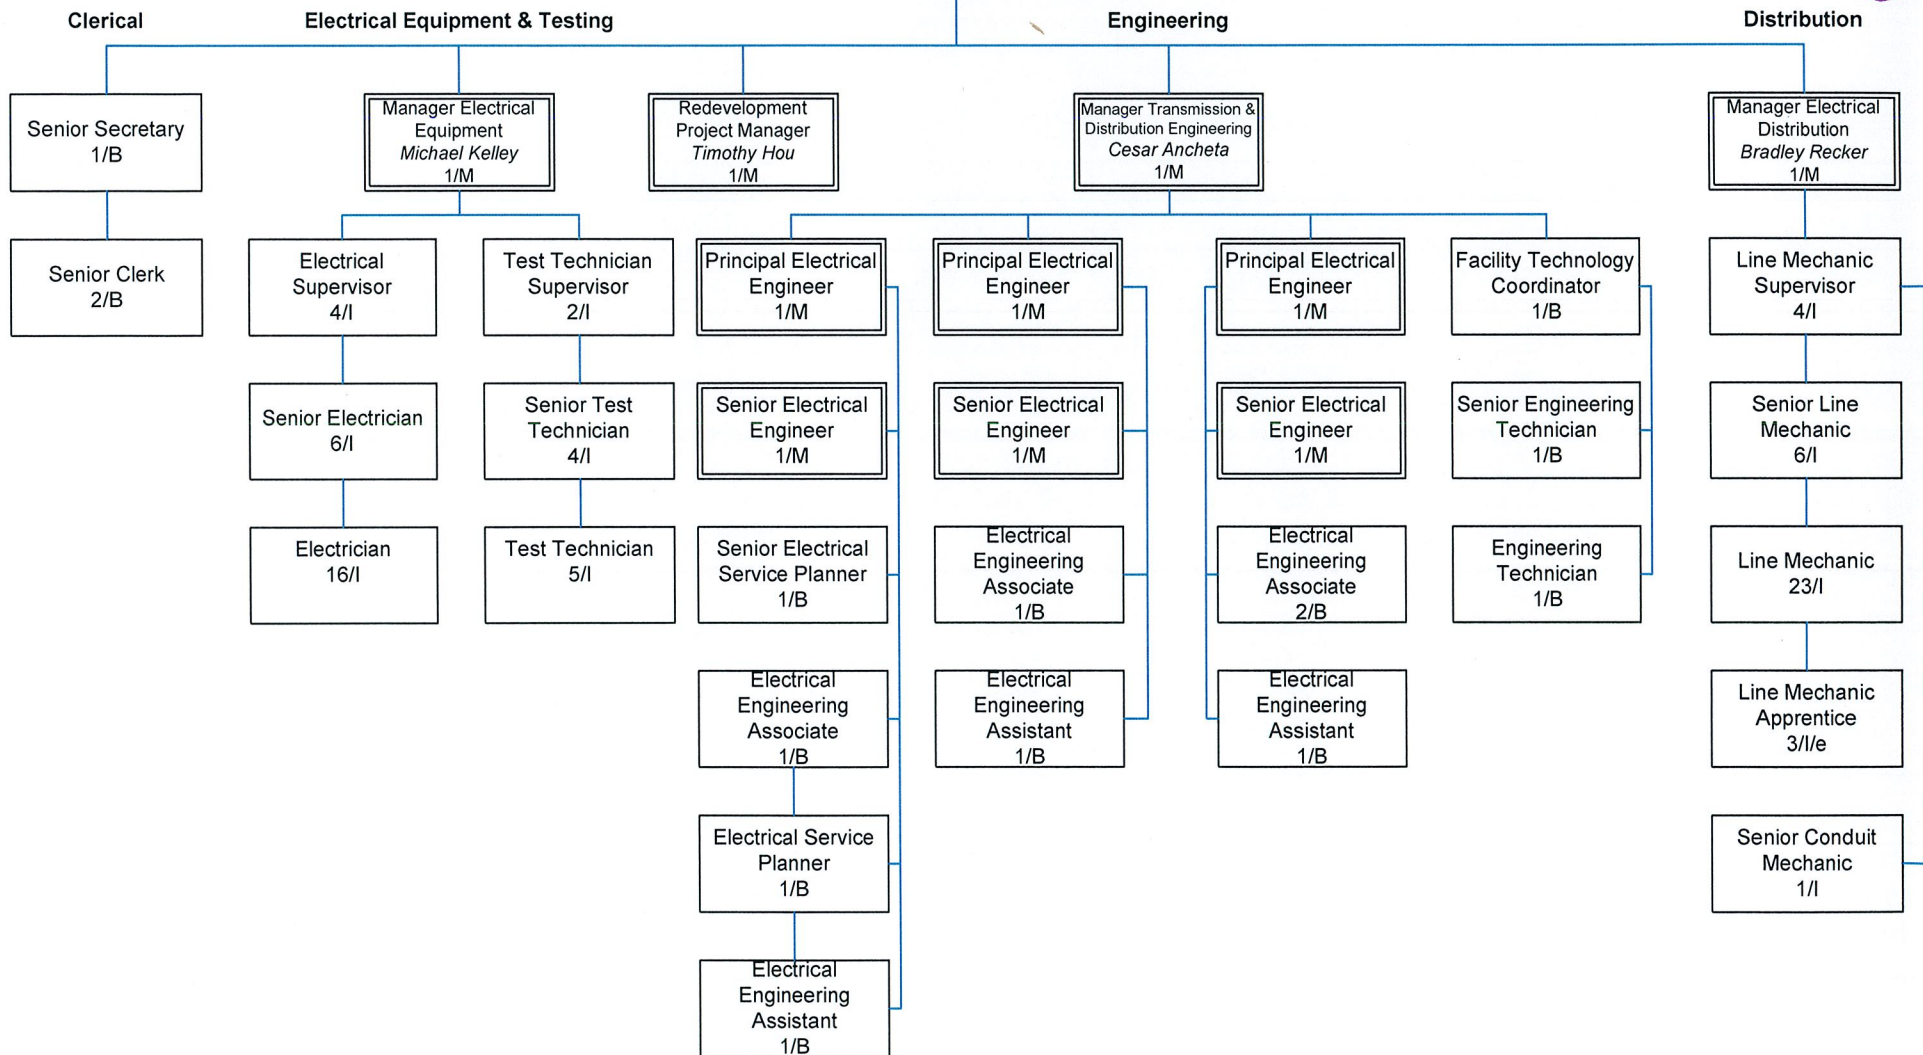 Clerical
Electrical Equipment & Testing
Engineering
Distribution
Senior Secretary
1/B
Manager Electrical
Equipment
Michael Kelley
1/M
Redevelopment
Project Manager
Timothy Hou
1/M
Manager Transmission &
Distribution Engineering
Cesar Ancheta
1/M
Manager Electrical
Distribution
Bradley Recker
1/M
Senior Clerk
2/B
Electrical
Supervisor
4/I
Test Technician
Supervisor
2/I
Principal Electrical
Engineer
1/M
Principal Electrical
Engineer
1/M
Principal Electrical
Engineer
1/M
Facility Technology
Coordinator
1/B
Line Mechanic
Supervisor
4/I
Senior Electrician
6/I
Senior Test
Technician
4/I
Senior Electrical
Engineer
1/M
Senior Electrical
Engineer
1/M
Senior Electrical
Engineer
1/M
Senior Engineering
Technician
1/B
Senior Line
Mechanic
6/I
Electrician
16/I
Test Technician
5/I
Senior Electrical
Service Planner
1/B
Electrical
Engineering
Associate
1/B
Electrical
Engineering
Associate
2/B
Engineering
Technician
1/B
Line Mechanic
23/I
Electrical
Engineering
Associate
1/B
Electrical
Engineering
Assistant
1/B
Electrical
Engineering
Assistant
1/B
Line Mechanic
Apprentice
3/I/e
Electrical Service
Planner
1/B
Senior Conduit
Mechanic
1/I
Electrical
Engineering
Assistant
1/B